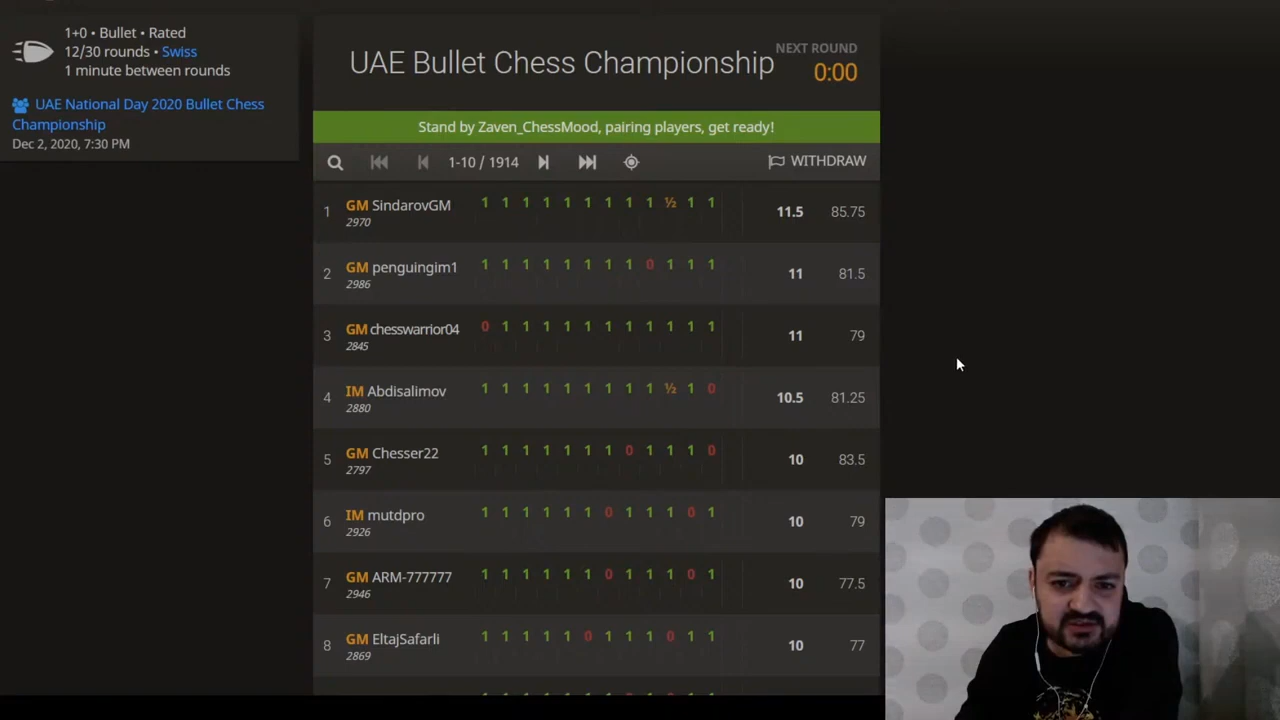 1+0 • Bullet • Rated
12/30 rounds • Swiss
1 minute between rounds
UAE National Day 2020 Bullet Chess
Championship
Dec 2, 2020, 7:30 PM
UAE Bullet Chess Championship
NEXT ROUND
0:00
Stand by Zaven_ChessMood, pairing players, get ready!
1-10 / 1914
WITHDRAW
1 GM SindarovGM 1 1 1 1 1 1 1 1 1 ½ 1 1 11.5 85.75
2970
2 GM penguingim1 1 1 1 1 1 1 1 1 0 1 1 1 11 81.5
2986
3 GM chesswarrior04 0 1 1 1 1 1 1 1 1 1 1 1 11 79
2845
4 IM Abdisalimov 1 1 1 1 1 1 1 1 1 ½ 1 0 10.5 81.25
2880
5 GM Chesser22 1 1 1 1 1 1 1 0 1 1 1 0 10 83.5
2797
6 IM mutdpro 1 1 1 1 1 1 0 1 1 1 0 1 10 79
2926
7 GM ARM-777777 1 1 1 1 1 1 0 1 1 1 0 1 10 77.5
2946
8 GM EltajSafarli 1 1 1 1 1 0 1 1 1 0 1 1 10 77
2869